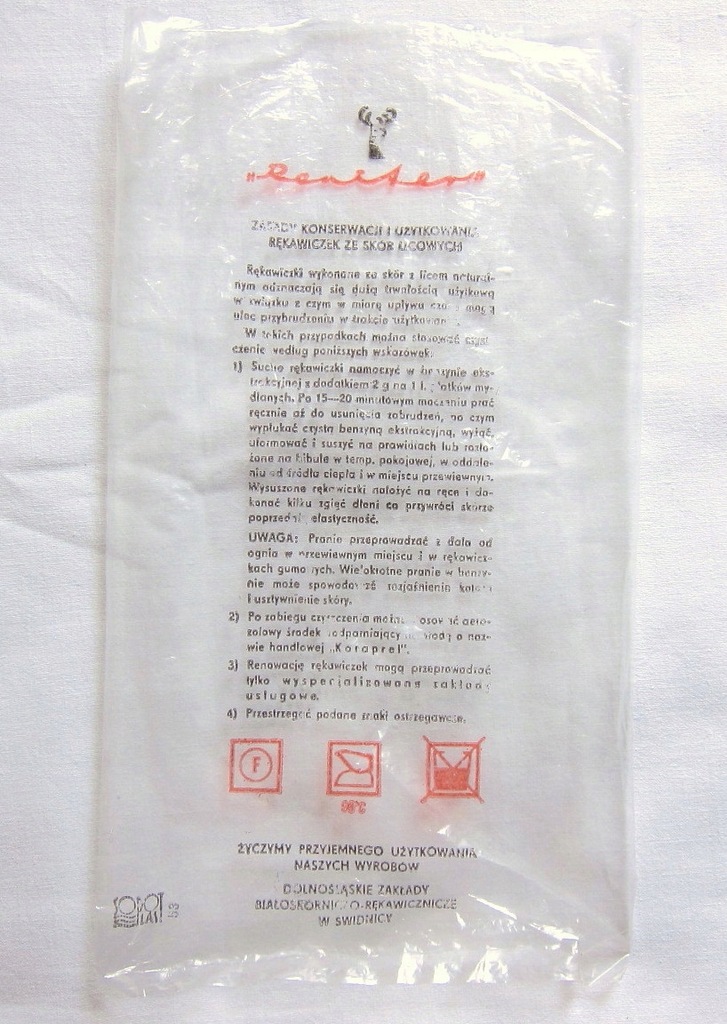 "Renifer"
ZASADY KONSERWACJI I UŻYTKOWANIA
RĘKAWICZEK ZE SKÓR LICOWYCH
Rękawiczki wykonane ze skór z licem natural-
nym odznaczają się dużą trwałością użytkową
w związku z czym w miarę upływu czasu mogą
ulec przybrudzeniu w trakcie użytkowania.
W takich przypadkach można stosować czysz-
czenie według poniższych wskazówek.
1) Suche rękawiczki namoczyć w benzynie eks-
trakcyjnej z dodatkiem 2 g na 1 l. płatków my-
dlanych. Po 15—20 minutowym moczeniu prać
ręcznie aż do usunięcia zabrudzeń, po czym
wypłukać czystą benzyną ekstrakcyjną, wyjąć,
uformować i suszyć na prawidłach lub rozło-
żone na bibule w temp. pokojowej, w oddale-
niu od źródła ciepła i w miejscu przewiewnym.
Wysuszone rękawiczki nałożyć na ręce i do-
konać kilku zgięć dłoni co przywróci skórze
poprzednią elastyczność.
UWAGA: Pranie przeprowadzać z dala od
ognia w przewiewnym miejscu i w rękawicz-
kach gumowych. Wielokrotne pranie w benzy-
nie może spowodować rozjaśnienie koloru
i usztywnienie skóry.
2) Po zabiegu czyszczenia można stosować aero-
zolowy środek odparniający wodę o naz-
wie handlowej „Koraprel".
3) Renowację rękawiczek mogą przeprowadzać
tylko wyspecjalizowane zakłady
usługowe.
4) Przestrzegać podane znaki ostrzegawcze.
F
ŻYCZYMY PRZYJEMNEGO UŻYTKOWANIA
NASZYCH WYROBÓW
DOLNOŚLĄSKIE ZAKŁADY
BIAŁOSKÓRNICZO-RĘKAWICZNICZE
W ŚWIDNICY
SOPOT
PLAST
53